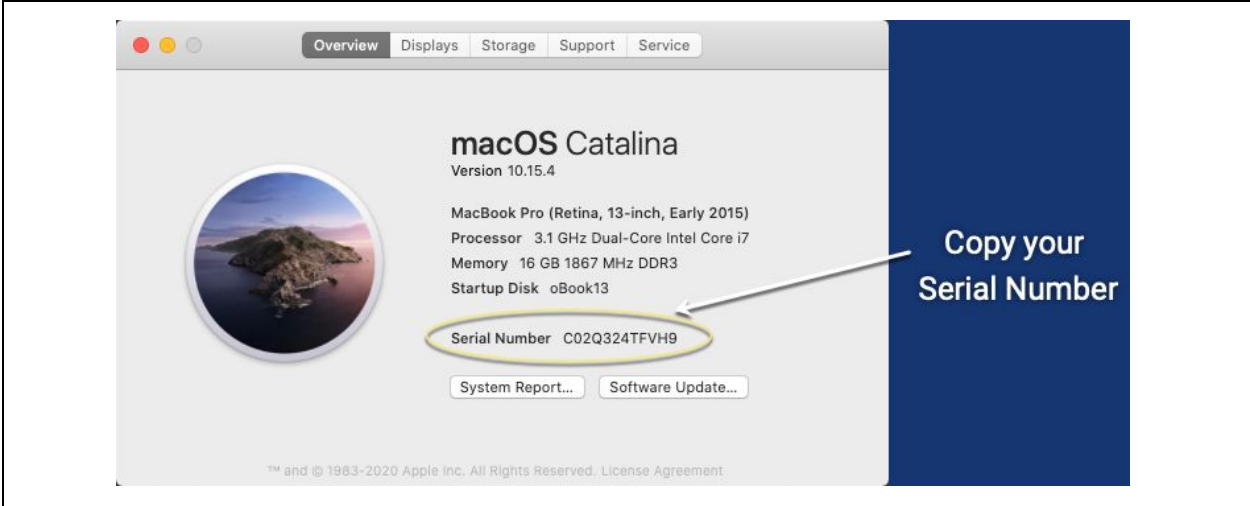 Overview Displays Storage Support Service
macOS Catalina
Version 10.15.4
MacBook Pro (Retina, 13-inch, Early 2015)
Processor 3.1 GHz Dual-Core Intel Core i7
Memory 16 GB 1867 MHz DDR3
Startup Disk oBook13
Serial Number C02Q324TFVH9
System Report... Software Update...
™ and © 1983-2020 Apple Inc. All Rights Reserved. License Agreement
Copy your
Serial Number